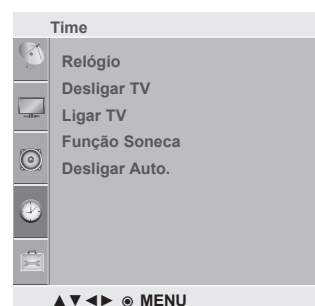 Time
Relógio
Desligar TV
Ligar TV
Função Soneca
Desligar Auto.
▲▼◄► ◉ MENU